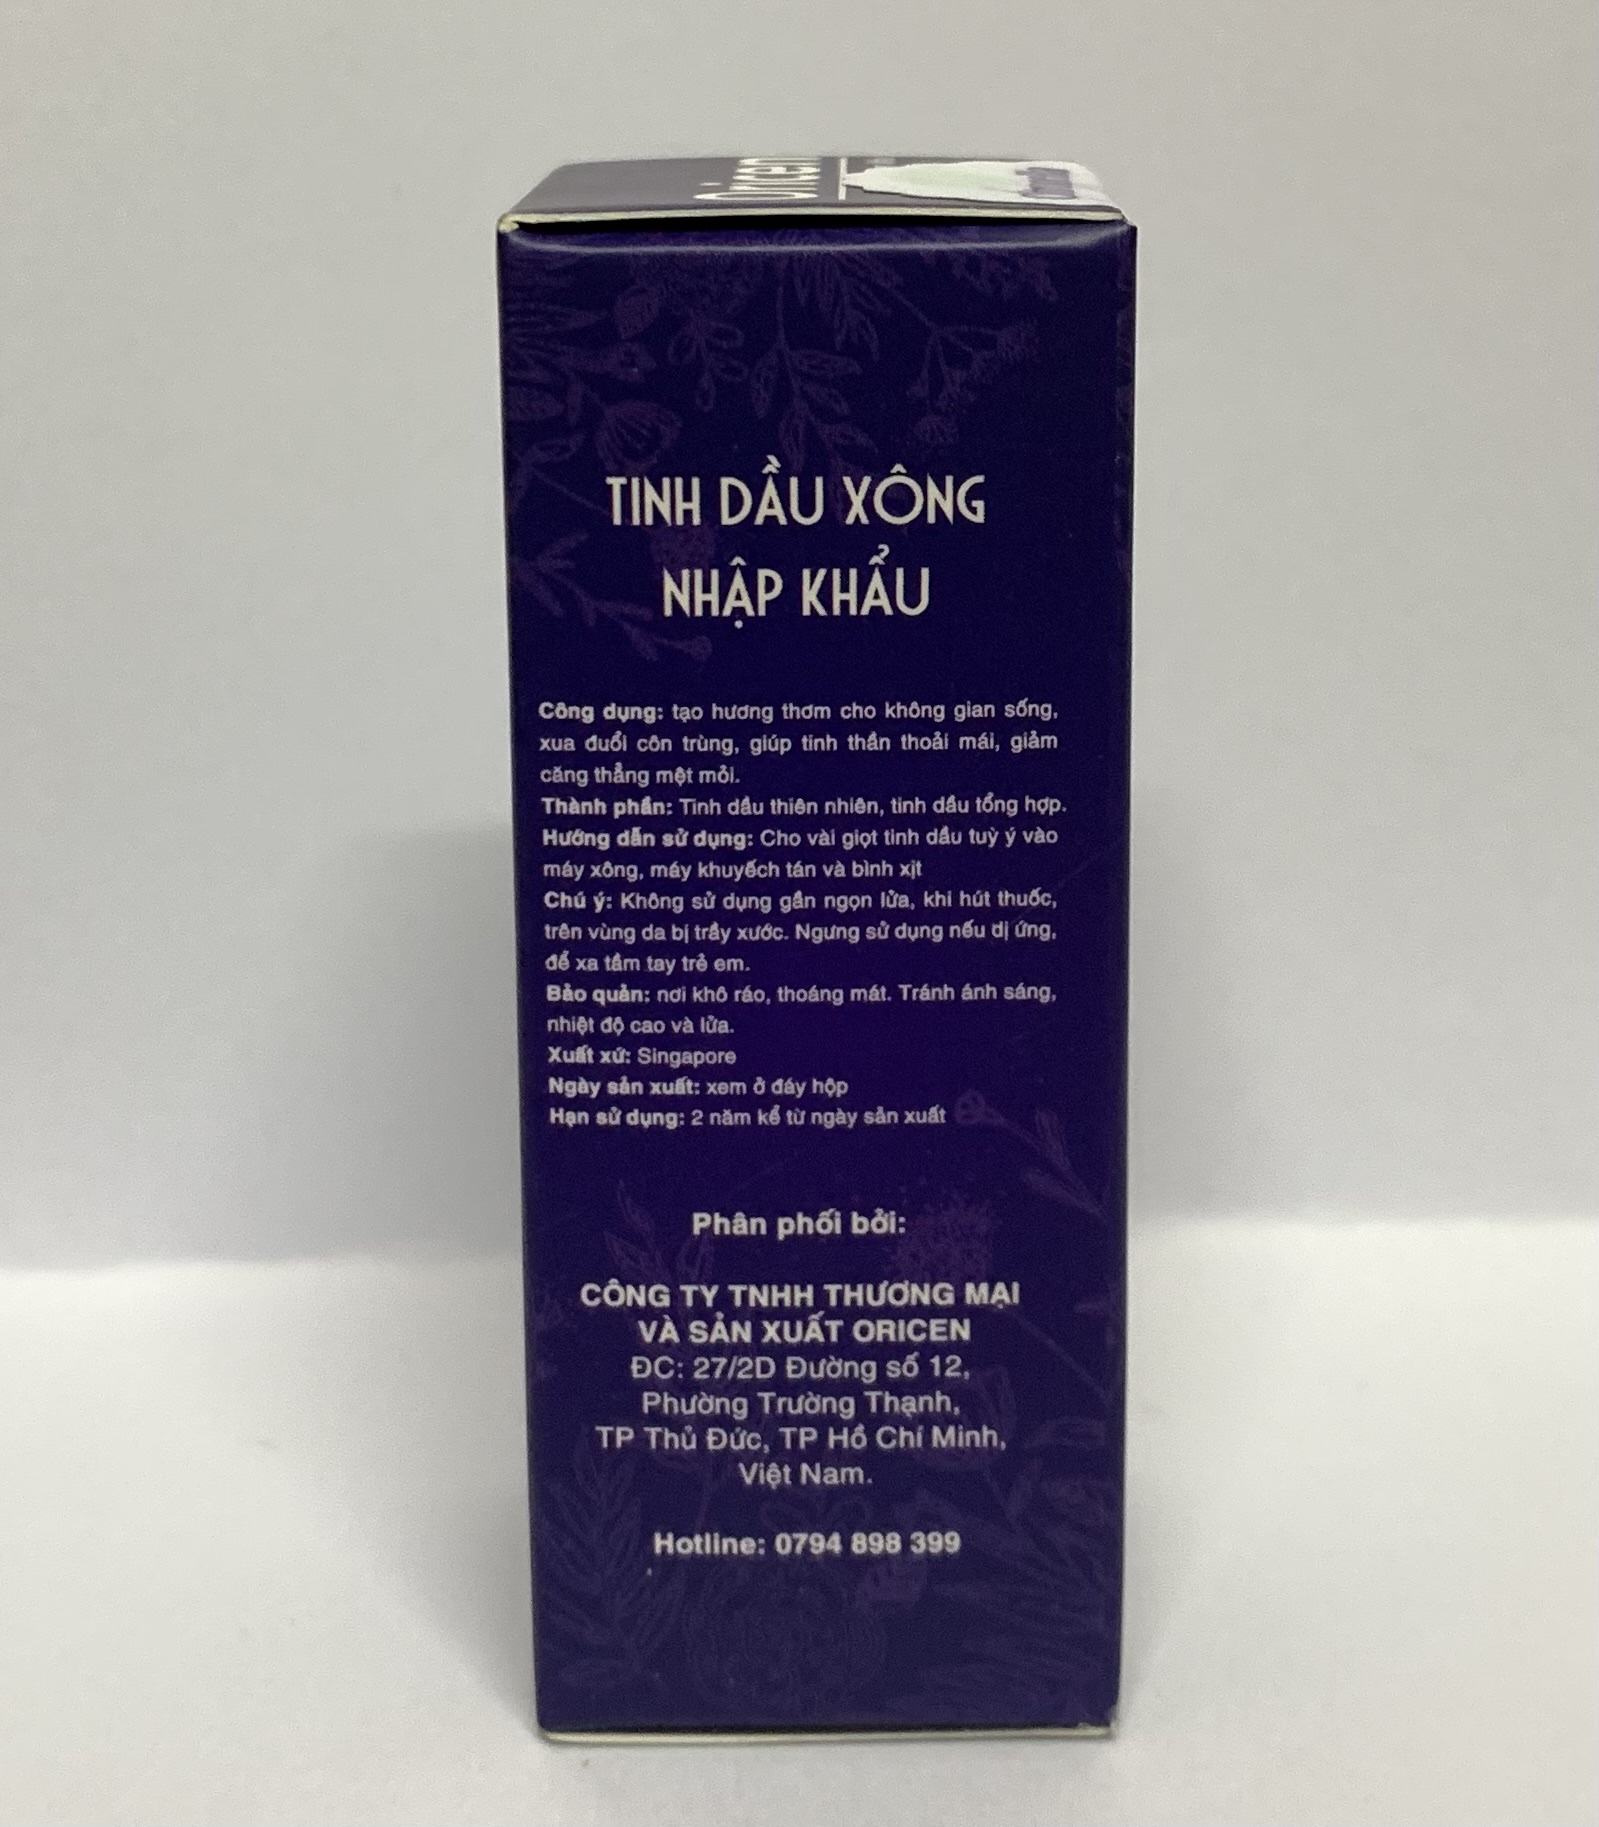 Oricen
TINH DẦU XÔNG
NHẬP KHẨU
Công dụng: tạo hương thơm cho không gian sống,
xua đuổi côn trùng, giúp tinh thần thoải mái, giảm
căng thẳng mệt mỏi.
Thành phần: Tinh dầu thiên nhiên, tinh dầu tổng hợp.
Hướng dẫn sử dụng: Cho vài giọt tinh dầu tuỳ ý vào
máy xông, máy khuyếch tán và bình xịt
Chú ý: Không sử dụng gần ngọn lửa, khi hút thuốc,
trên vùng da bị trầy xước. Ngưng sử dụng nếu dị ứng,
để xa tầm tay trẻ em.
Bảo quản: nơi khô ráo, thoáng mát. Tránh ánh sáng,
nhiệt độ cao và lửa.
Xuất xứ: Singapore
Ngày sản xuất: xem ở đáy hộp
Hạn sử dụng: 2 năm kể từ ngày sản xuất
Phân phối bởi:
CÔNG TY TNHH THƯƠNG MẠI
VÀ SẢN XUẤT ORICEN
ĐC: 27/2D Đường số 12,
Phường Trường Thạnh,
TP Thủ Đức, TP Hồ Chí Minh,
Việt Nam.
Hotline: 0794 898 399